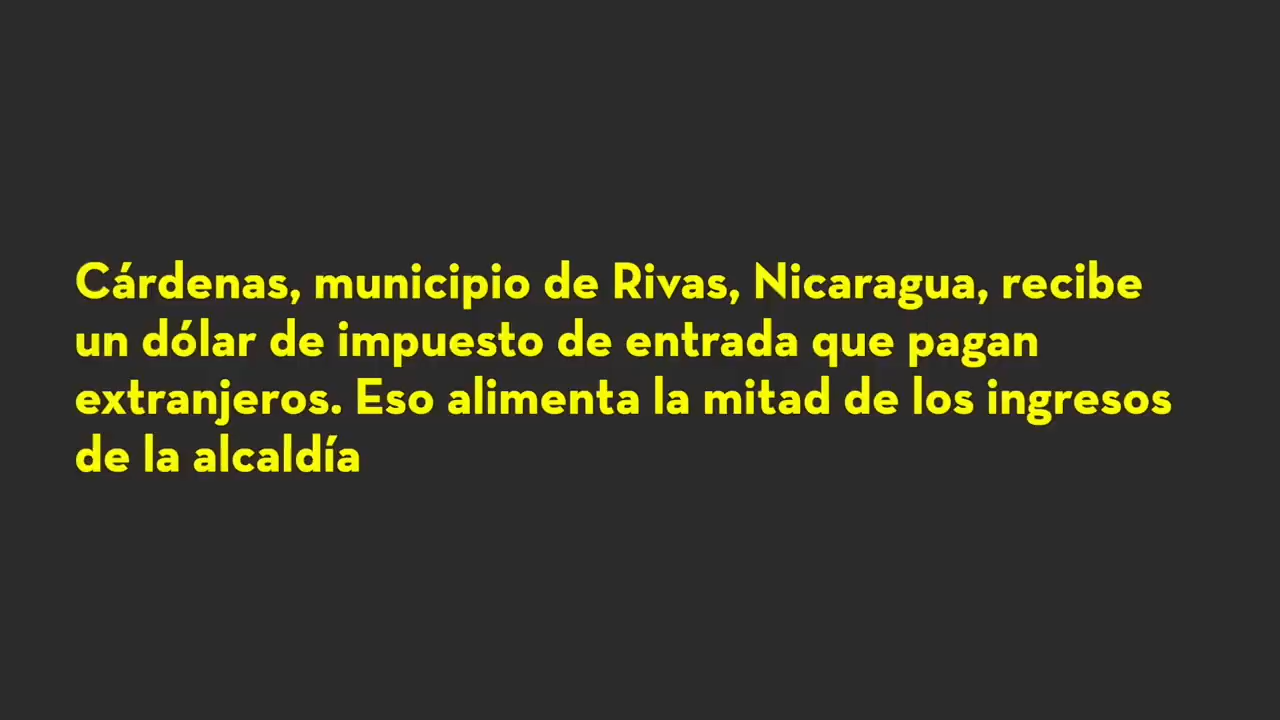 Cárdenas, municipio de Rivas, Nicaragua, recibe
un dólar de impuesto de entrada que pagan
extranjeros. Eso alimenta la mitad de los ingresos
de la alcaldía